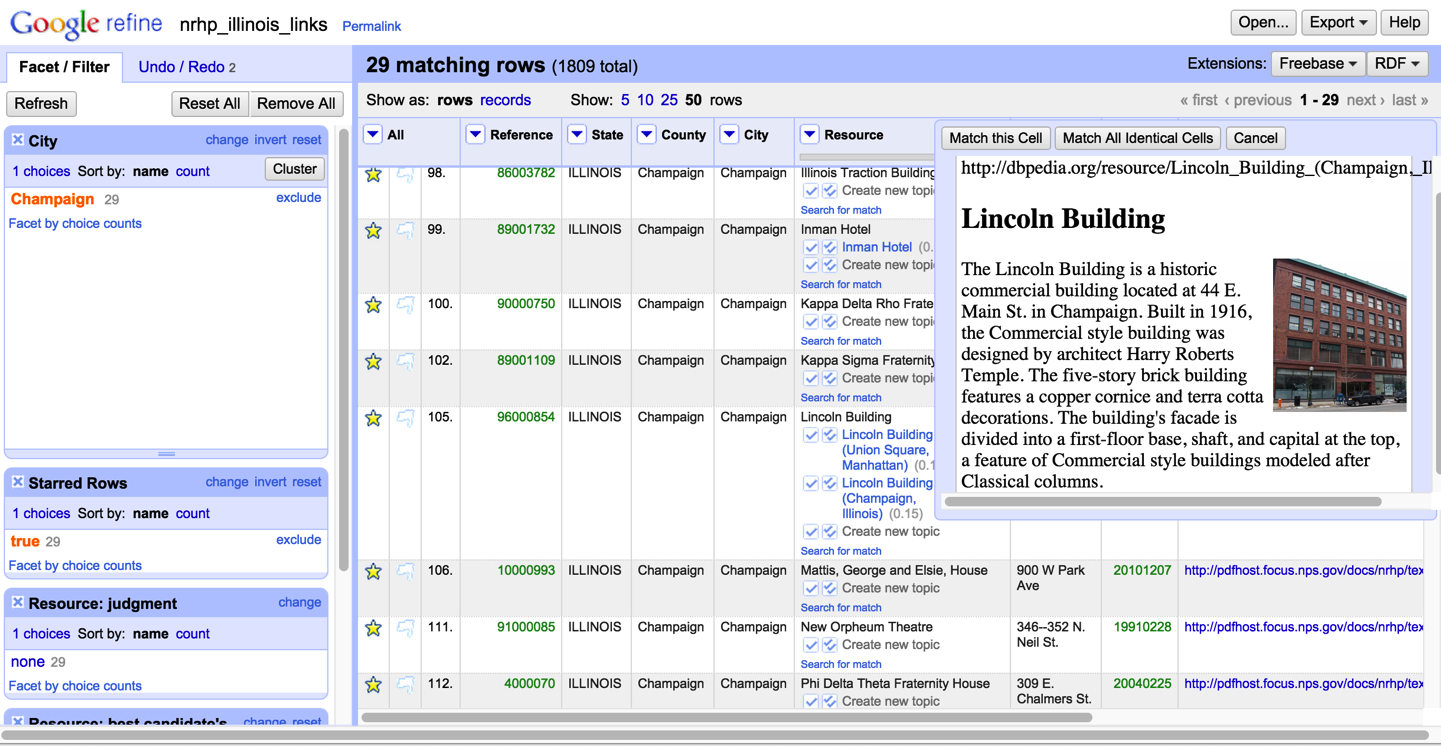 Google refine nrhp_illinois_links Permalink Open... Export Help
Facet / Filter Undo / Redo 2
Refresh Reset All Remove All
City change invert reset
1 choices Sort by: name count Cluster
Champaign 29 exclude
Facet by choice counts
Starred Rows change invert reset
1 choices Sort by: name count
true 29 exclude
Facet by choice counts
Resource: judgment change
1 choices Sort by: name count
none 29
Facet by choice counts
Resource: best candidate's change reset
29 matching rows (1809 total) Extensions: Freebase RDF
Show as: rows records Show: 5 10 25 50 rows « first ‹ previous 1 - 29 next › last »
All Reference State County City Resource
98. 86003782 ILLINOIS Champaign Champaign Illinois Traction Building
Create new topi
Search for match
99. 89001732 ILLINOIS Champaign Champaign Inman Hotel
Inman Hotel (0.
Create new topi
Search for match
100. 90000750 ILLINOIS Champaign Champaign Kappa Delta Rho Frate
Create new topi
Search for match
102. 89001109 ILLINOIS Champaign Champaign Kappa Sigma Fraternity
Create new topi
Search for match
105. 96000854 ILLINOIS Champaign Champaign Lincoln Building
Lincoln Building
(Union Square,
Manhattan) (0.1
Lincoln Building
(Champaign,
Illinois) (0.15)
Create new topic
Search for match
106. 10000993 ILLINOIS Champaign Champaign Mattis, George and Elsie, House 900 W Park 20101207 http://pdfhost.focus.nps.gov/docs/nrhp/tex
Ave
Create new topic
Search for match
111. 91000085 ILLINOIS Champaign Champaign New Orpheum Theatre 346--352 N. 19910228 http://pdfhost.focus.nps.gov/docs/nrhp/tex
Neil St.
Create new topic
Search for match
112. 4000070 ILLINOIS Champaign Champaign Phi Delta Theta Fraternity House 309 E. 20040225 http://pdfhost.focus.nps.gov/docs/nrhp/tex
Chalmers St.
Create new topic
Match this Cell Match All Identical Cells Cancel
http://dbpedia.org/resource/Lincoln_Building_(Champaign,_Il
Lincoln Building
The Lincoln Building is a historic
commercial building located at 44 E.
Main St. in Champaign. Built in 1916,
the Commercial style building was
designed by architect Harry Roberts
Temple. The five-story brick building
features a copper cornice and terra cotta
decorations. The building's facade is
divided into a first-floor base, shaft, and capital at the top,
a feature of Commercial style buildings modeled after
Classical columns.